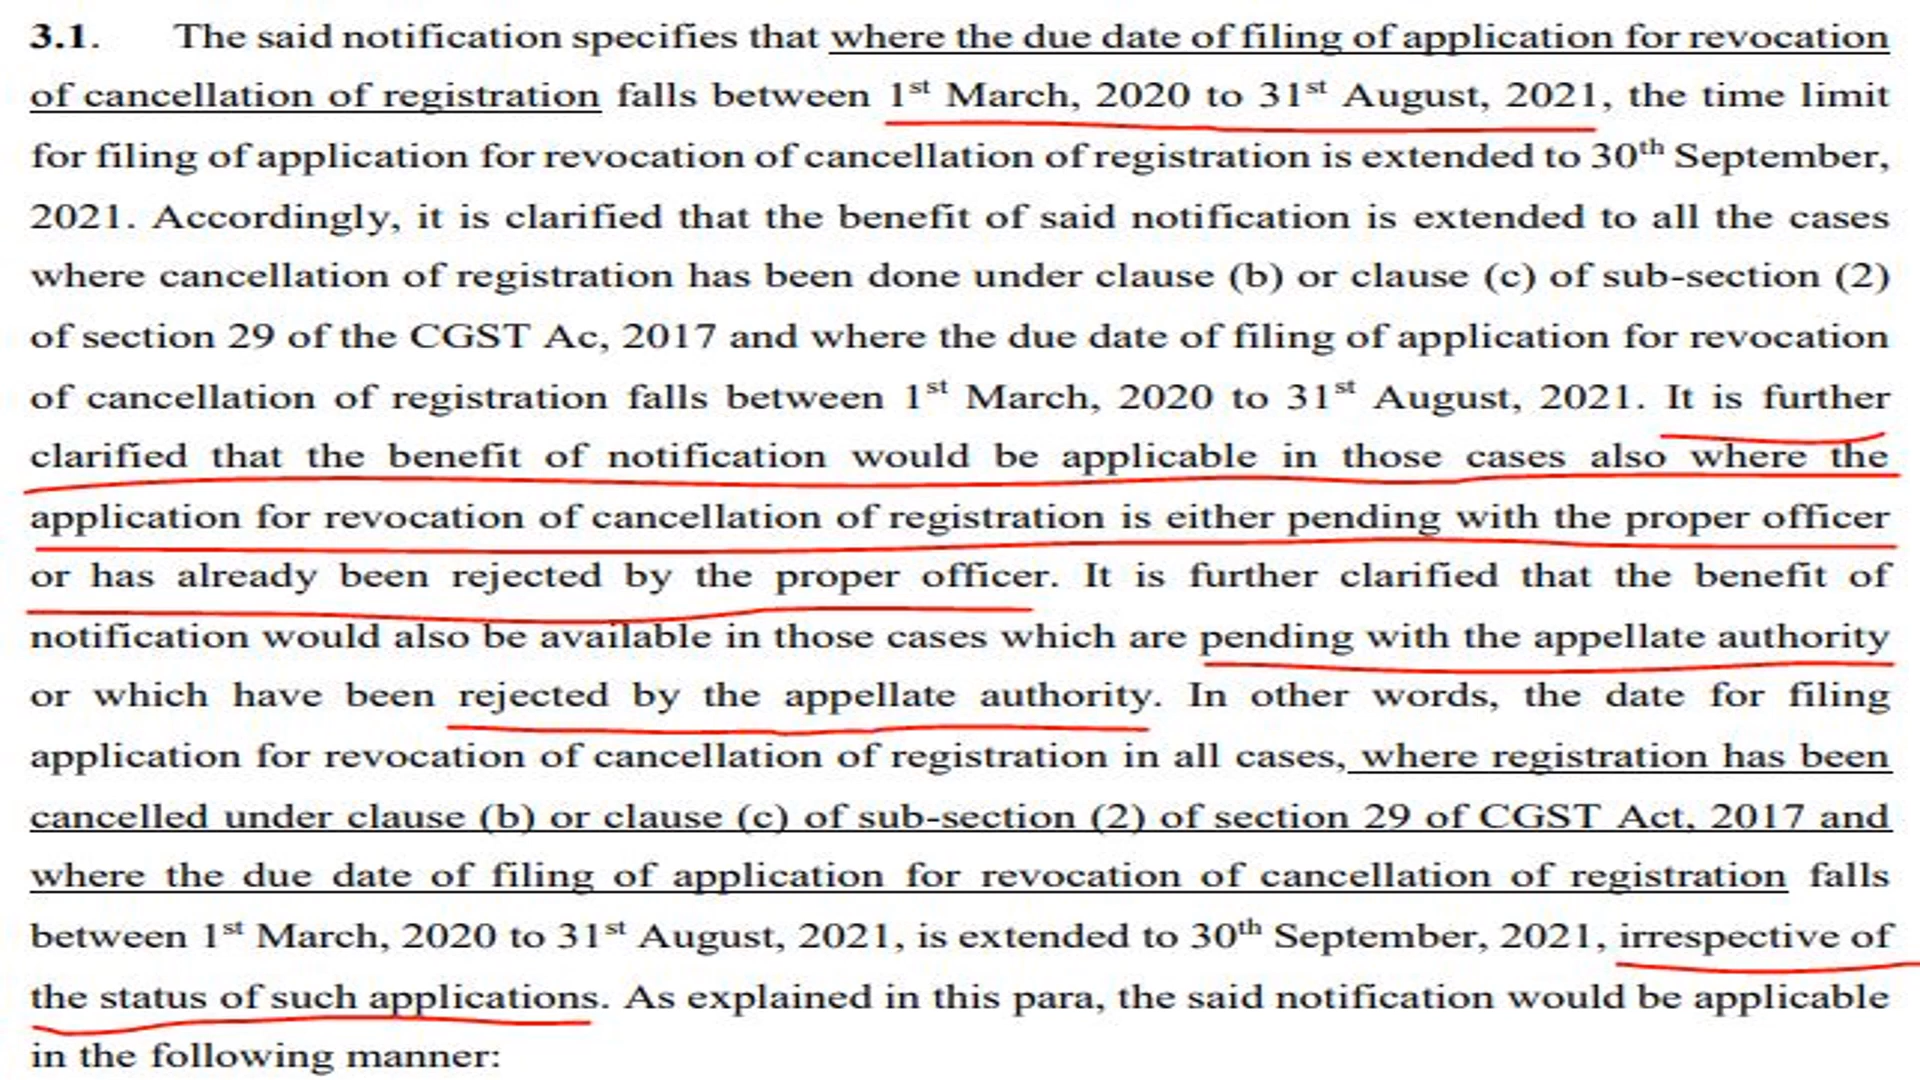 3.1. The said notification specifies that where the due date of filing of application for revocation
of cancellation of registration falls between 1st March, 2020 to 31st August, 2021, the time limit
for filing of application for revocation of cancellation of registration is extended to 30th September,
2021. Accordingly, it is clarified that the benefit of said notification is extended to all the cases
where cancellation of registration has been done under clause (b) or clause (c) of sub-section (2)
of section 29 of the CGST Ac, 2017 and where the due date of filing of application for revocation
of cancellation of registration falls between 1st March, 2020 to 31st August, 2021. It is further
clarified that the benefit of notification would be applicable in those cases also where the
application for revocation of cancellation of registration is either pending with the proper officer
or has already been rejected by the proper officer. It is further clarified that the benefit of
notification would also be available in those cases which are pending with the appellate authority
or which have been rejected by the appellate authority. In other words, the date for filing
application for revocation of cancellation of registration in all cases, where registration has been
cancelled under clause (b) or clause (c) of sub-section (2) of section 29 of CGST Act, 2017 and
where the due date of filing of application for revocation of cancellation of registration falls
between 1st March, 2020 to 31st August, 2021, is extended to 30th September, 2021, irrespective of
the status of such applications. As explained in this para, the said notification would be applicable
in the following manner: